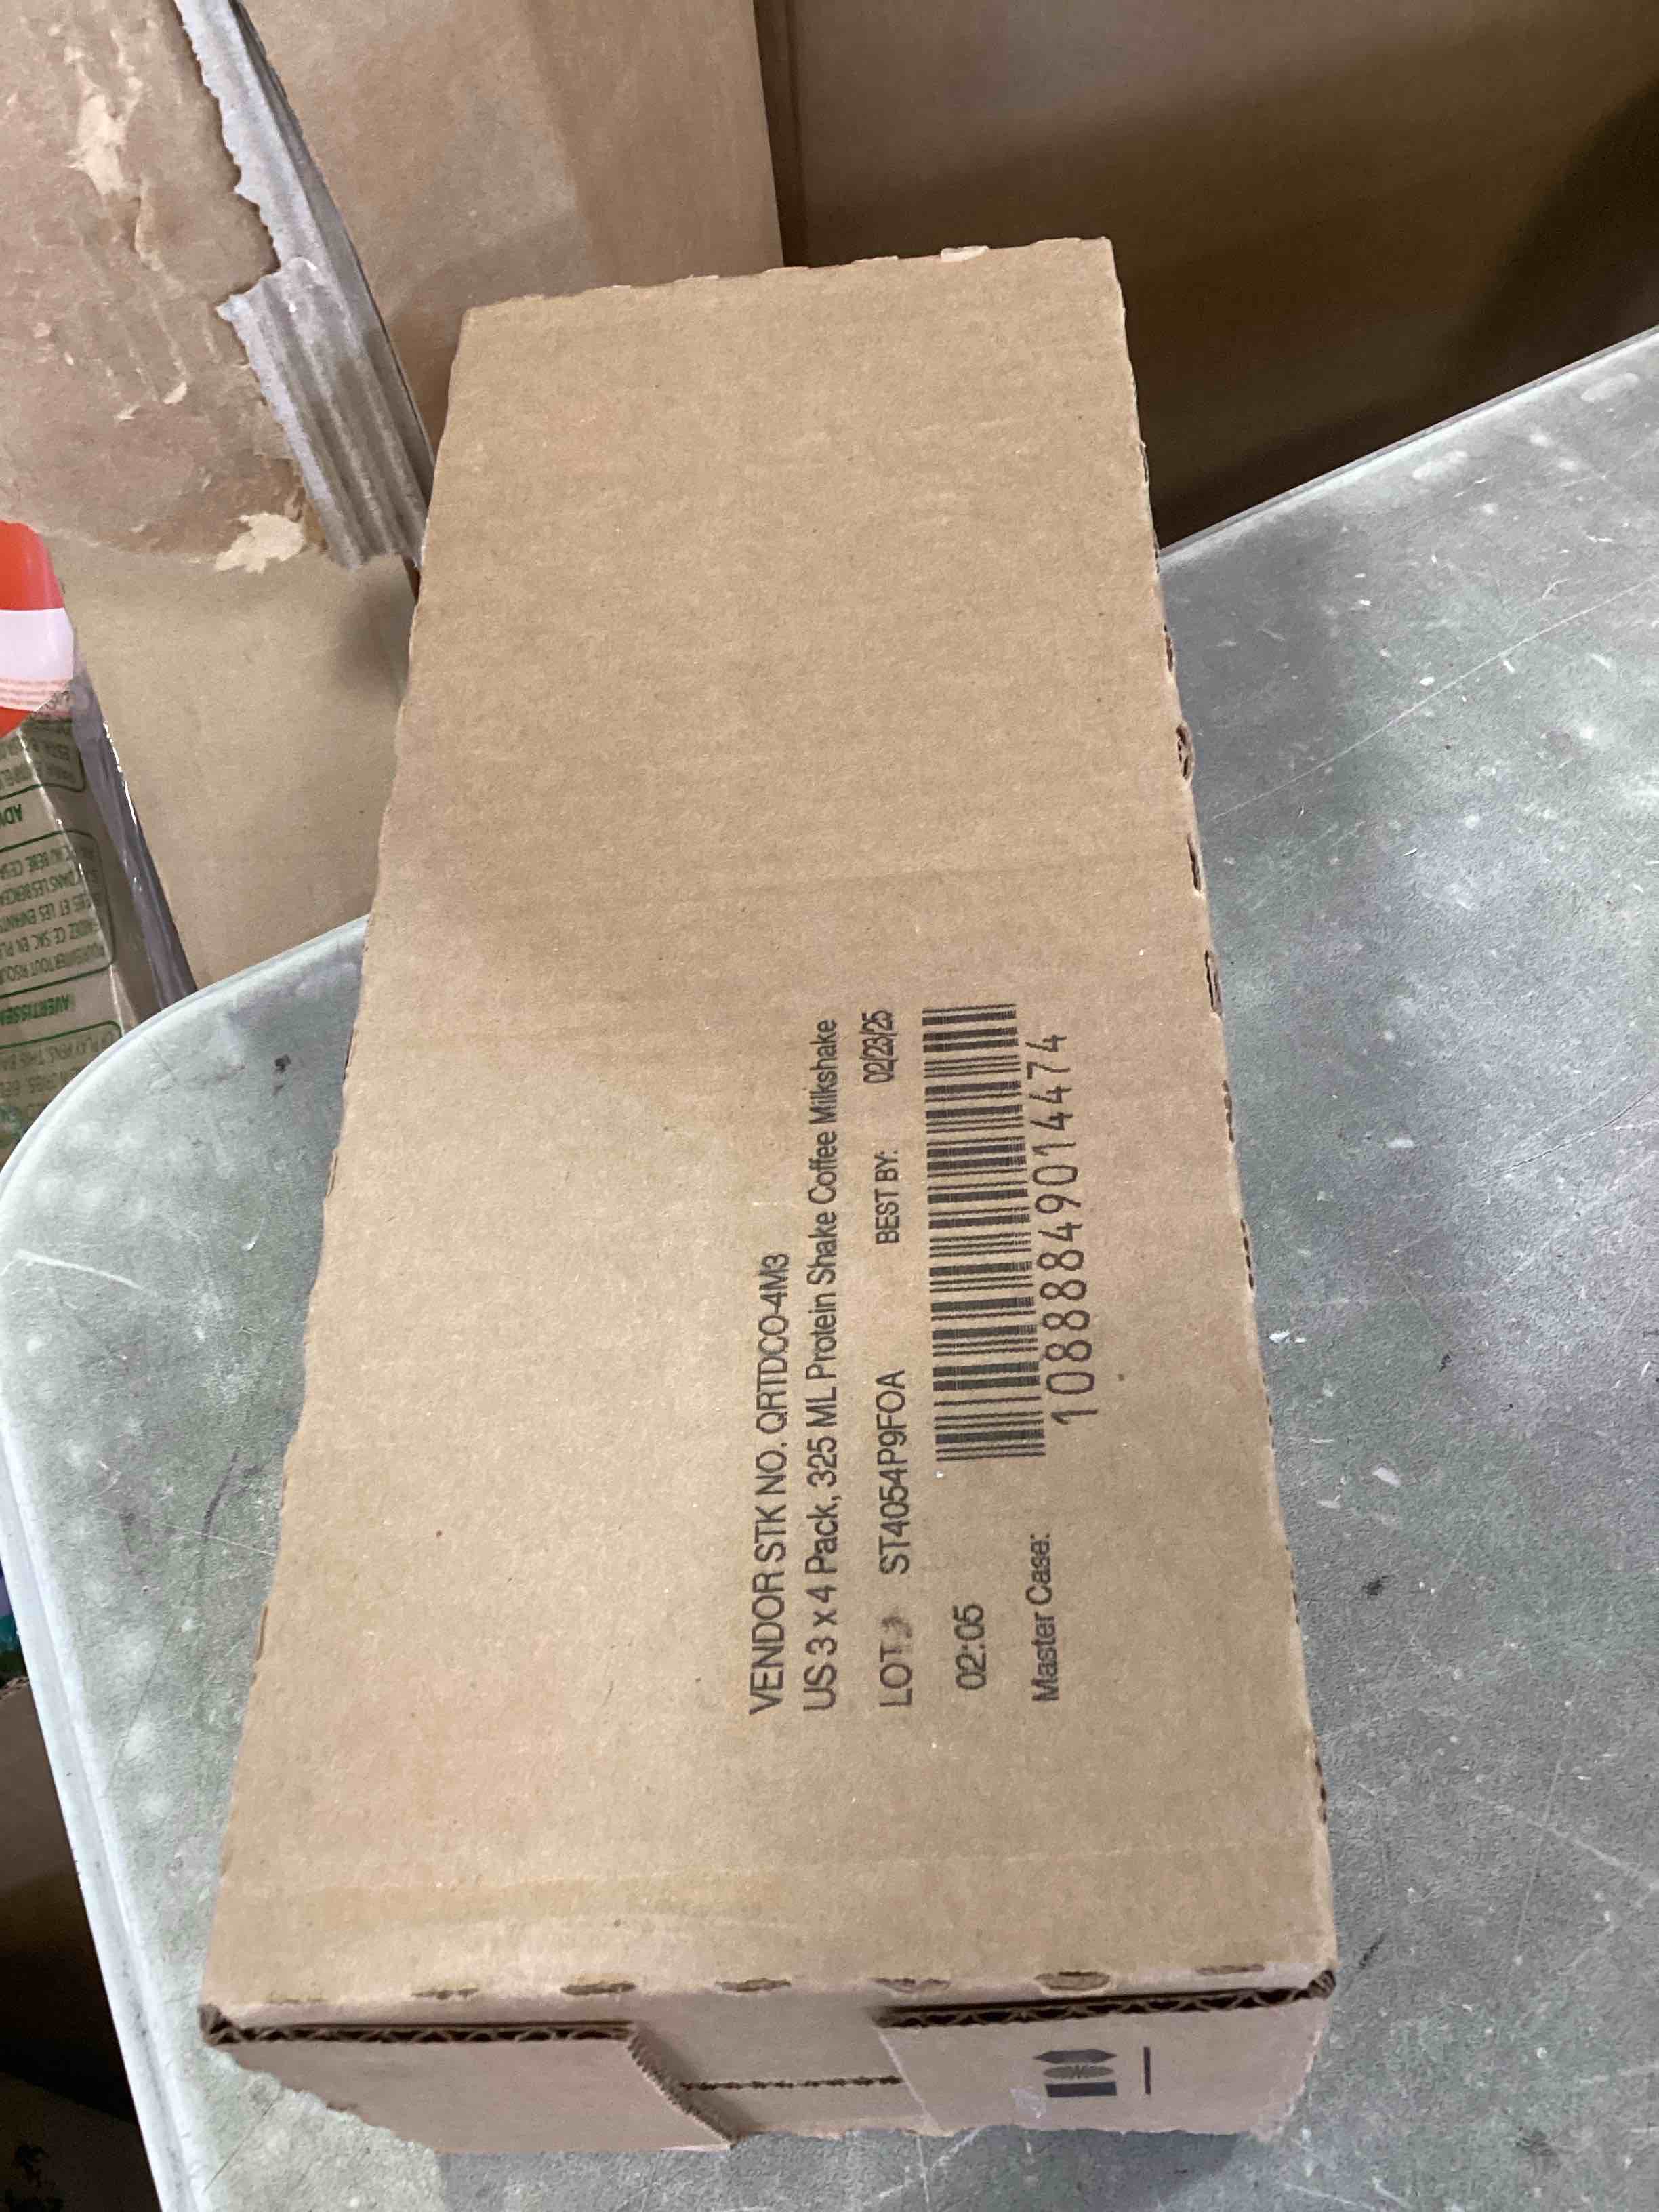 VENDOR STK NO. QRTDCO-4M3
US 3 x 4 Pack, 325 ML Protein Shake Coffee Milkshake
LOT ST4054P9FOA BEST BY: 02/23/25
02:05
Master Case:
10888849014474
AVERTISSEM